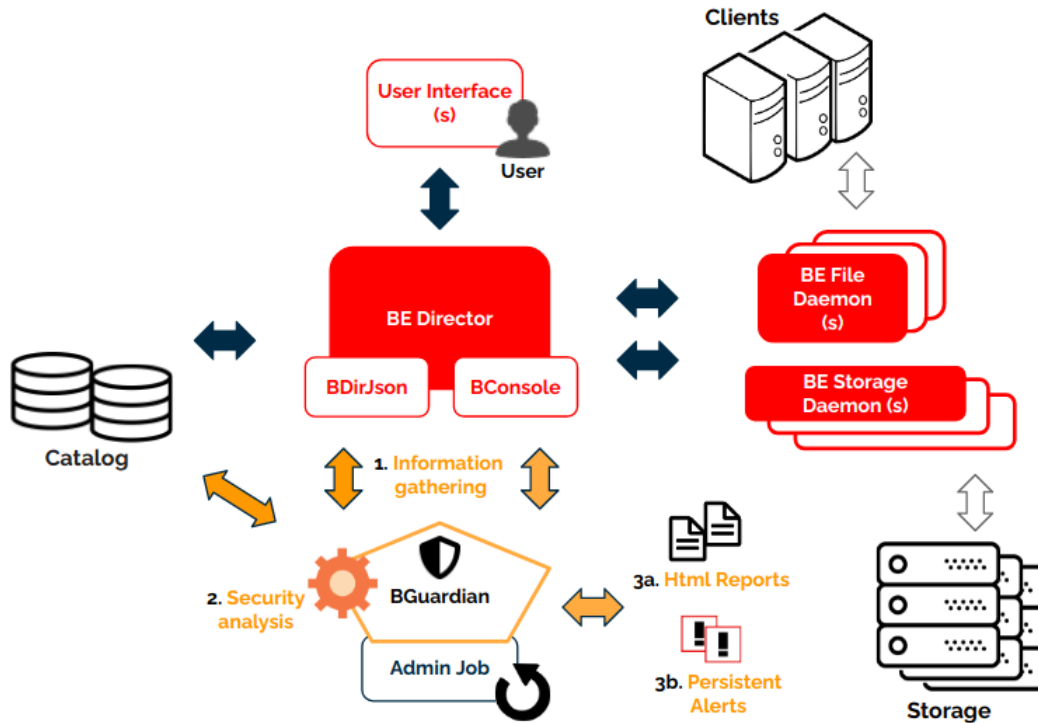 Clients
User Interface
(s)
User
BE Director
BDirJson
BConsole
BE File
Daemon
(s)
BE Storage
Daemon (s)
Catalog
1. Information
gathering
BGuardian
2. Security
analysis
Admin Job
3a. Html Reports
3b. Persistent
Alerts
Storage